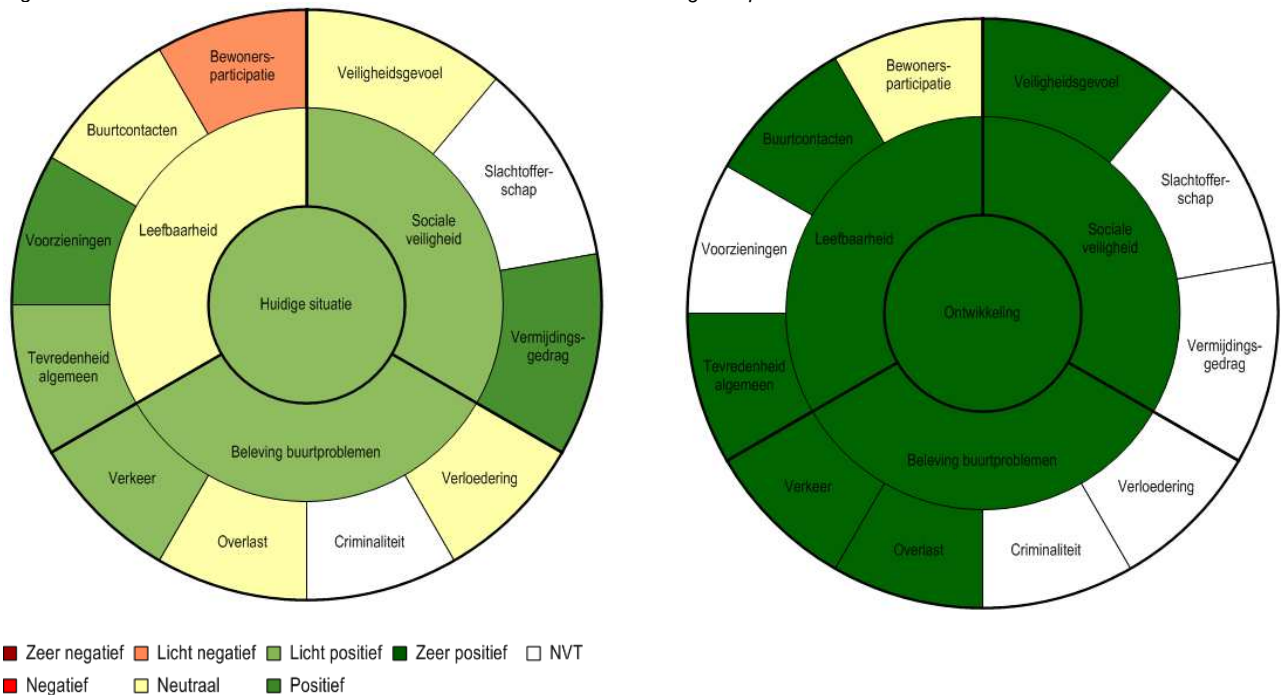 Bewoners-
participatie
Veiligheidsgevoel
Buurtcontacten
Slachtoffer-
schap
Voorzieningen
Leefbaarheid
Sociale
veiligheid
Huidige situatie
Vermijdings-
gedrag
Tevredenheid
algemeen
Beleving buurtproblemen
Verkeer
Verloedering
Overlast
Criminaliteit
Bewoners-
participatie
Veiligheidsgevoel
Buurtcontacten
Slachtoffer-
schap
Voorzieningen
Leefbaarheid
Sociale
veiligheid
Ontwikkeling
Vermijdings-
gedrag
Tevredenheid
algemeen
Beleving buurtproblemen
Verkeer
Verloedering
Overlast
Criminaliteit
Zeer negatief Licht negatief Licht positief Zeer positief NVT
Negatief Neutraal Positief